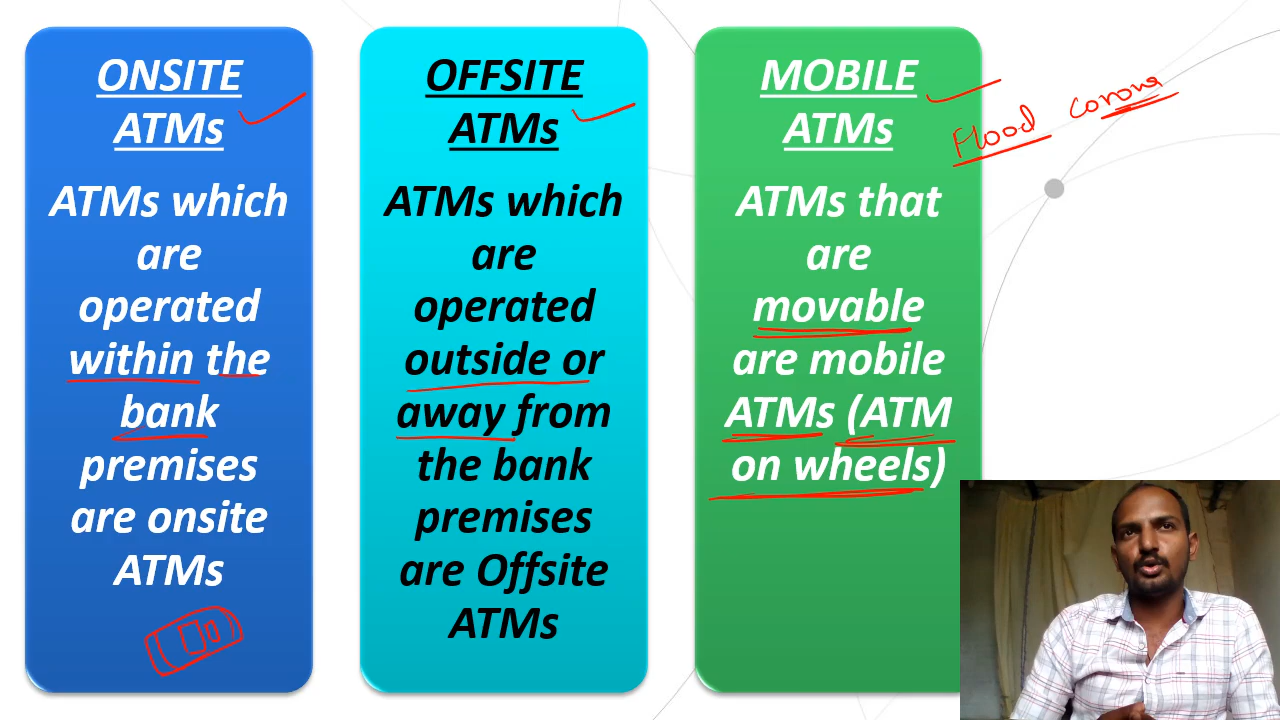 ONSITE
ATMs
ATMs which
are
operated
within the
bank
premises
are onsite
ATMs
OFFSITE
ATMs
ATMs which
are
operated
outside or
away from
the bank
premises
are Offsite
ATMs
MOBILE
ATMs
ATMs that
are
movable
are mobile
ATMs (ATM
on wheels)
Flood corona